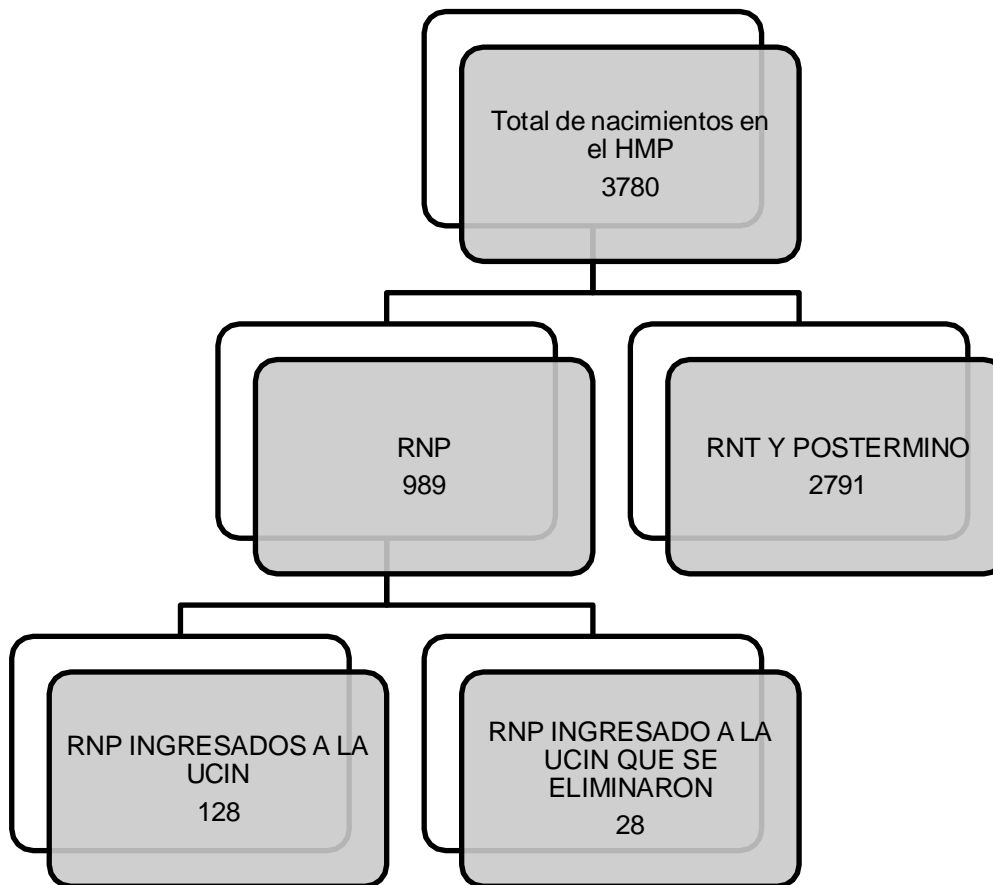 Total de nacimientos en
el HMP
3780
RNP
989
RNT Y POSTERMINO
2791
RNP INGRESADOS A LA
UCIN
128
RNP INGRESADO A LA
UCIN QUE SE
ELIMINARON
28